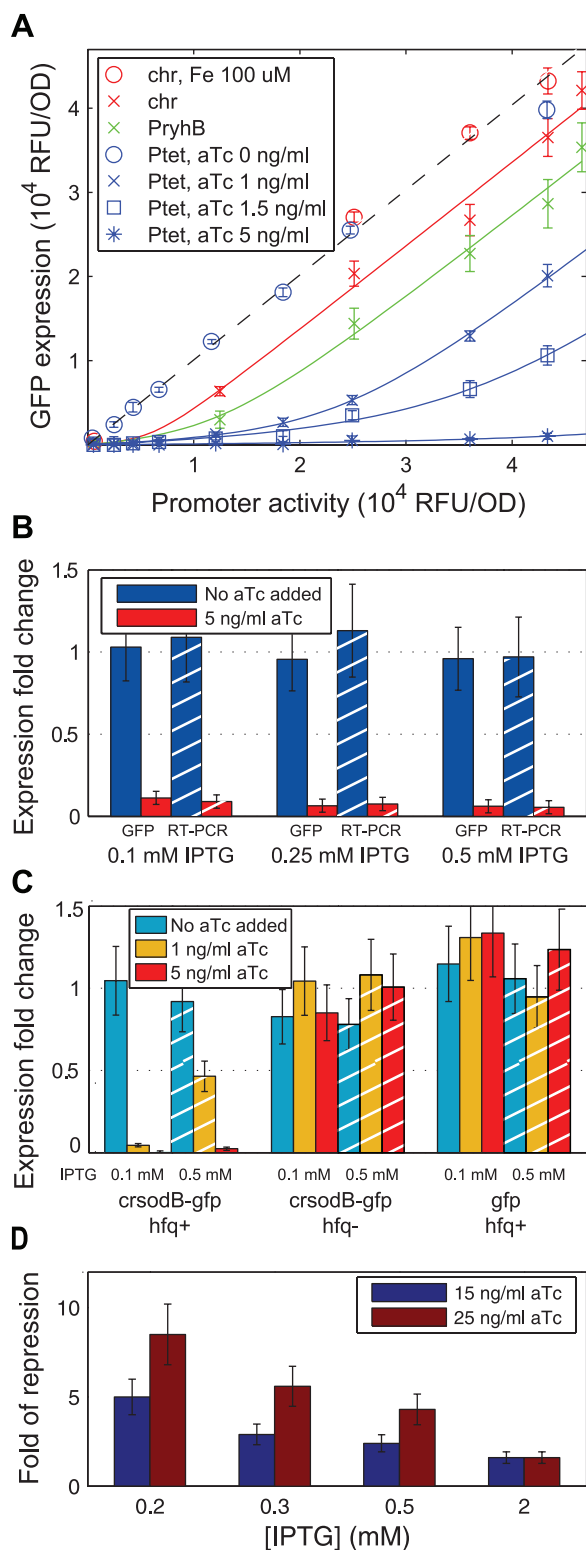 A
GFP expression (10⁴ RFU/OD)
4
3
2
1
chr, Fe 100 uM
chr
PryhB
Ptet, aTc 0 ng/ml
Ptet, aTc 1 ng/ml
Ptet, aTc 1.5 ng/ml
Ptet, aTc 5 ng/ml
1 2 3 4
Promoter activity (10⁴ RFU/OD)
B
Expression fold change
1.5
1
0.5
0
No aTc added
5 ng/ml aTc
GFP RT-PCR GFP RT-PCR GFP RT-PCR
0.1 mM IPTG 0.25 mM IPTG 0.5 mM IPTG
C
Expression fold change
1.5
1
0.5
0
No aTc added
1 ng/ml aTc
5 ng/ml aTc
IPTG 0.1 mM 0.5 mM 0.1 mM 0.5 mM 0.1 mM 0.5 mM
crsodB-gfp crsodB-gfp gfp
hfq+ hfq- hfq+
D
Fold of repression
10
5
0
15 ng/ml aTc
25 ng/ml aTc
0.2 0.3 0.5 2
[IPTG] (mM)